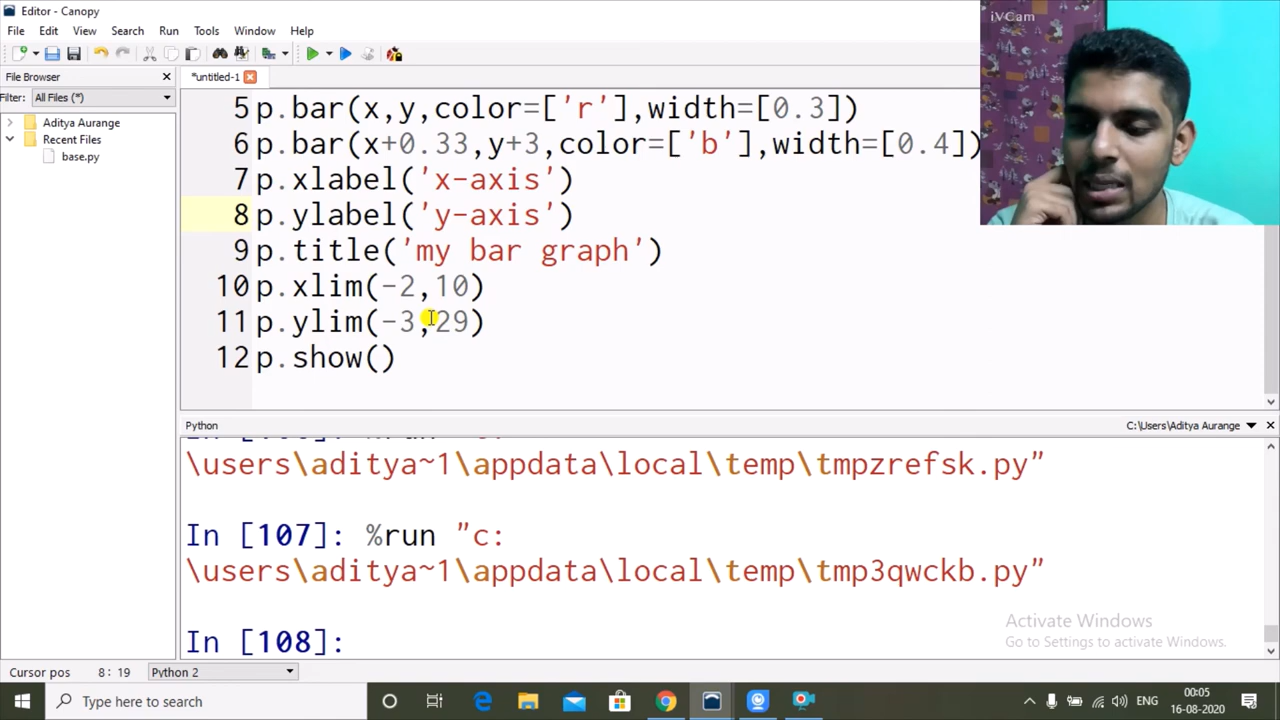 Editor - Canopy
iVCam
File Edit View Search Run Tools Window Help
File Browser
*untitled-1
Filter: All Files (*)
Aditya Aurange
Recent Files
base.py
5 p.bar(x,y,color=['r'],width=[0.3])
6 p.bar(x+0.33,y+3,color=['b'],width=[0.4])
7 p.xlabel('x-axis')
8 p.ylabel('y-axis')
9 p.title('my bar graph')
10 p.xlim(-2,10)
11 p.ylim(-3,29)
12 p.show()
Python
C:\Users\Aditya Aurange
\users\aditya~1\appdata\local\temp\tmpzrefsk.py"
In [107]: %run "c:
\users\aditya~1\appdata\local\temp\tmp3qwckb.py"
In [108]:
Activate Windows
Go to Settings to activate Windows.
Cursor pos 8: 19 Python 2
Type here to search
ENG
00:05
16-08-2020